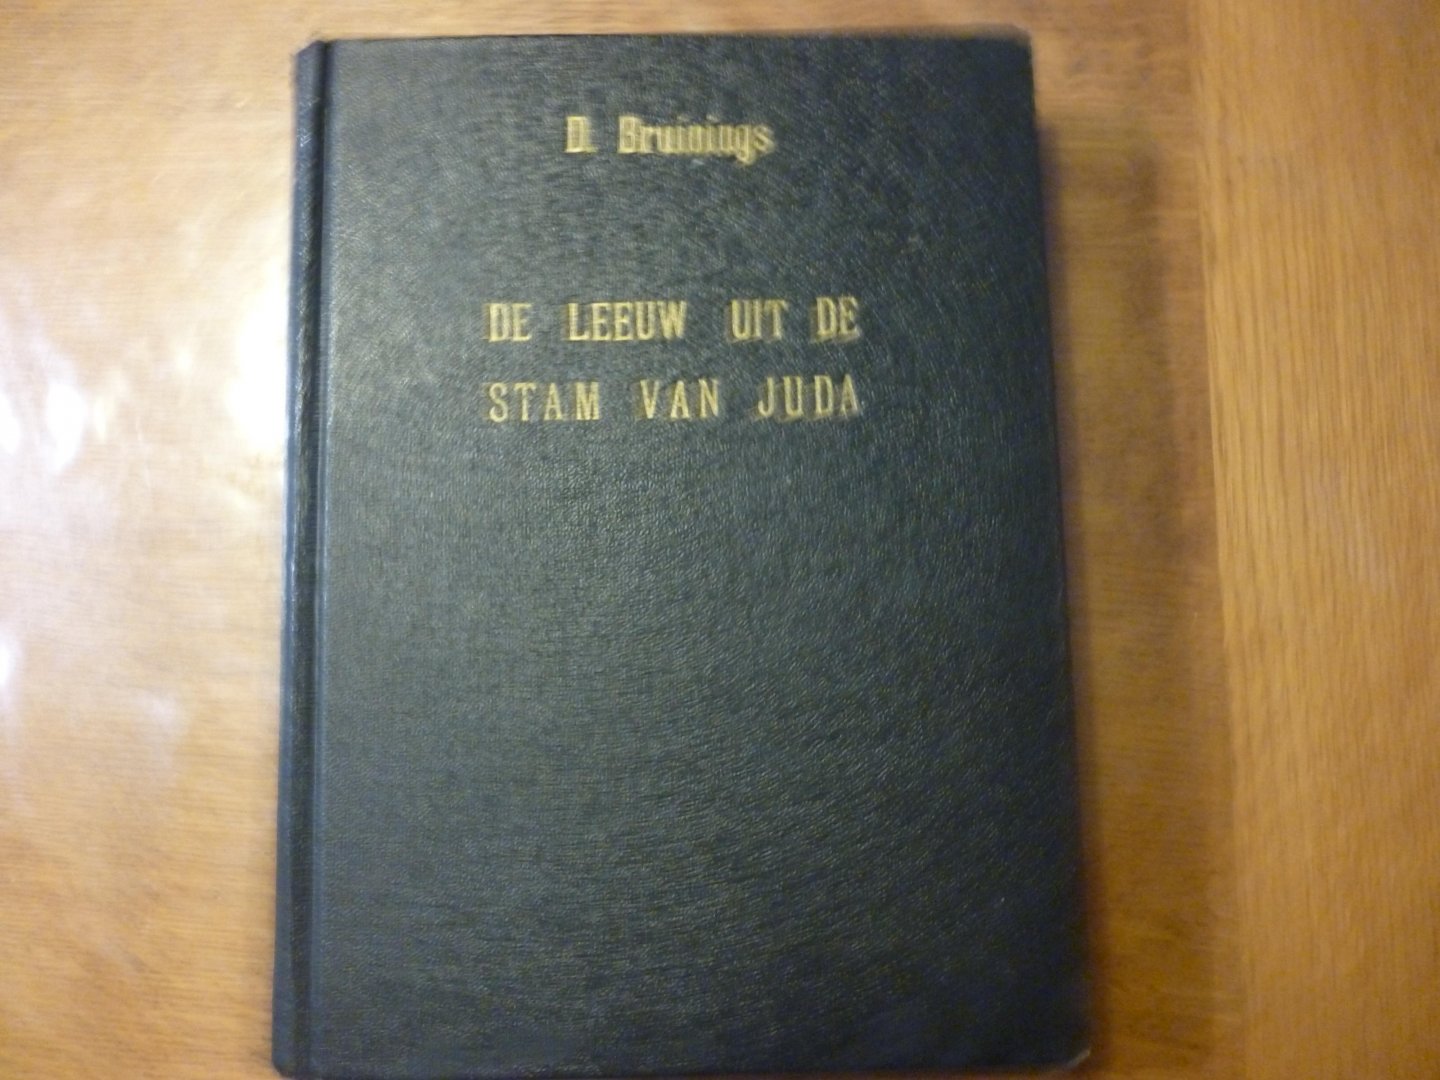 D. Bruinings
DE LEEUW UIT DE
STAM VAN JUDA